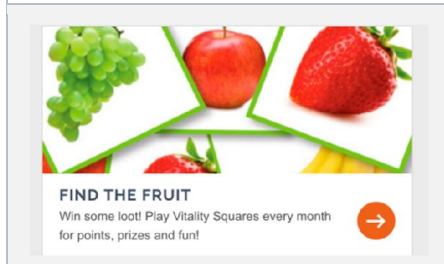 FIND THE FRUIT
Win some loot! Play Vitality Squares every month
for points, prizes and fun!